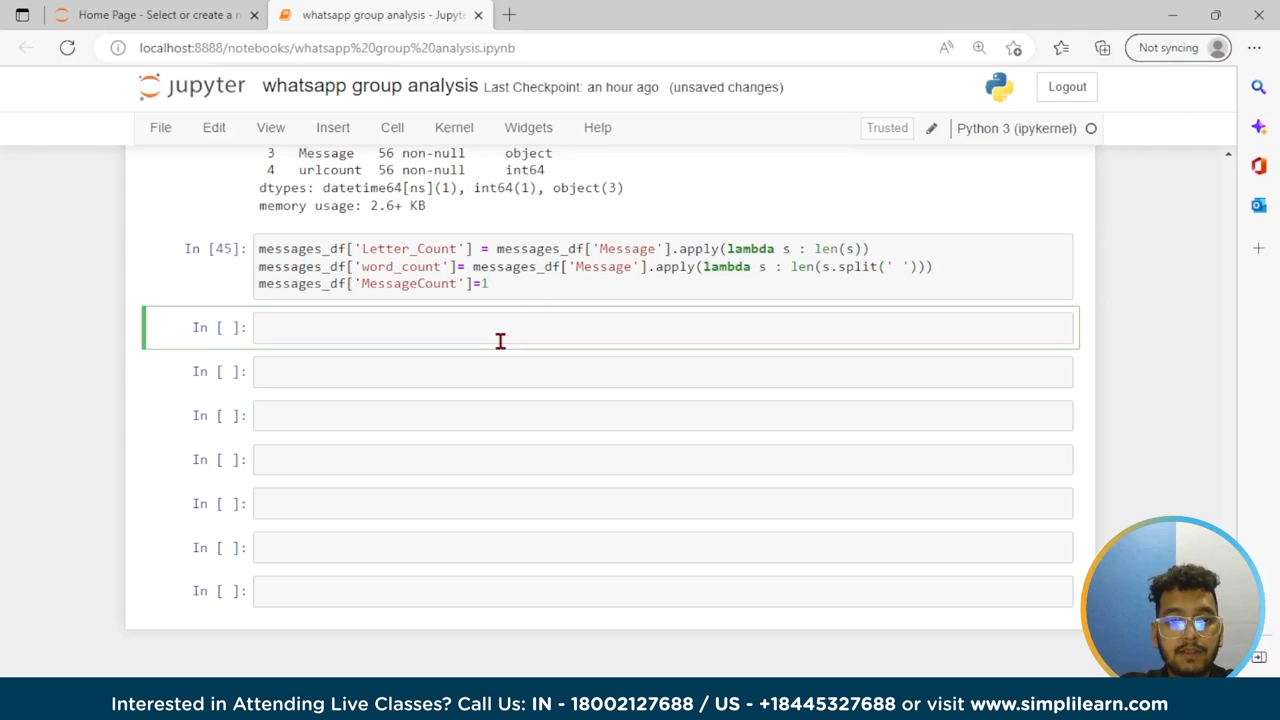 Home Page - Select or create a n
whatsapp group analysis - Jupyte
localhost:8888/notebooks/whatsapp%20group%20analysis.ipynb
Not syncing
jupyter whatsapp group analysis Last Checkpoint: an hour ago (unsaved changes)
Logout
File Edit View Insert Cell Kernel Widgets Help
Trusted
Python 3 (ipykernel)
3 Message 56 non-null object
4 urlcount 56 non-null int64
dtypes: datetime64[ns](1), int64(1), object(3)
memory usage: 2.6+ KB
In [45]: messages_df['Letter_Count'] = messages_df['Message'].apply(lambda s : len(s))
messages_df['word_count']= messages_df['Message'].apply(lambda s : len(s.split(' ')))
messages_df['MessageCount']=1
In [ ]:
In [ ]:
In [ ]:
In [ ]:
In [ ]:
In [ ]:
In [ ]:
Interested in Attending Live Classes? Call Us: IN - 18002127688 / US - +18445327688 or visit www.simplilearn.com